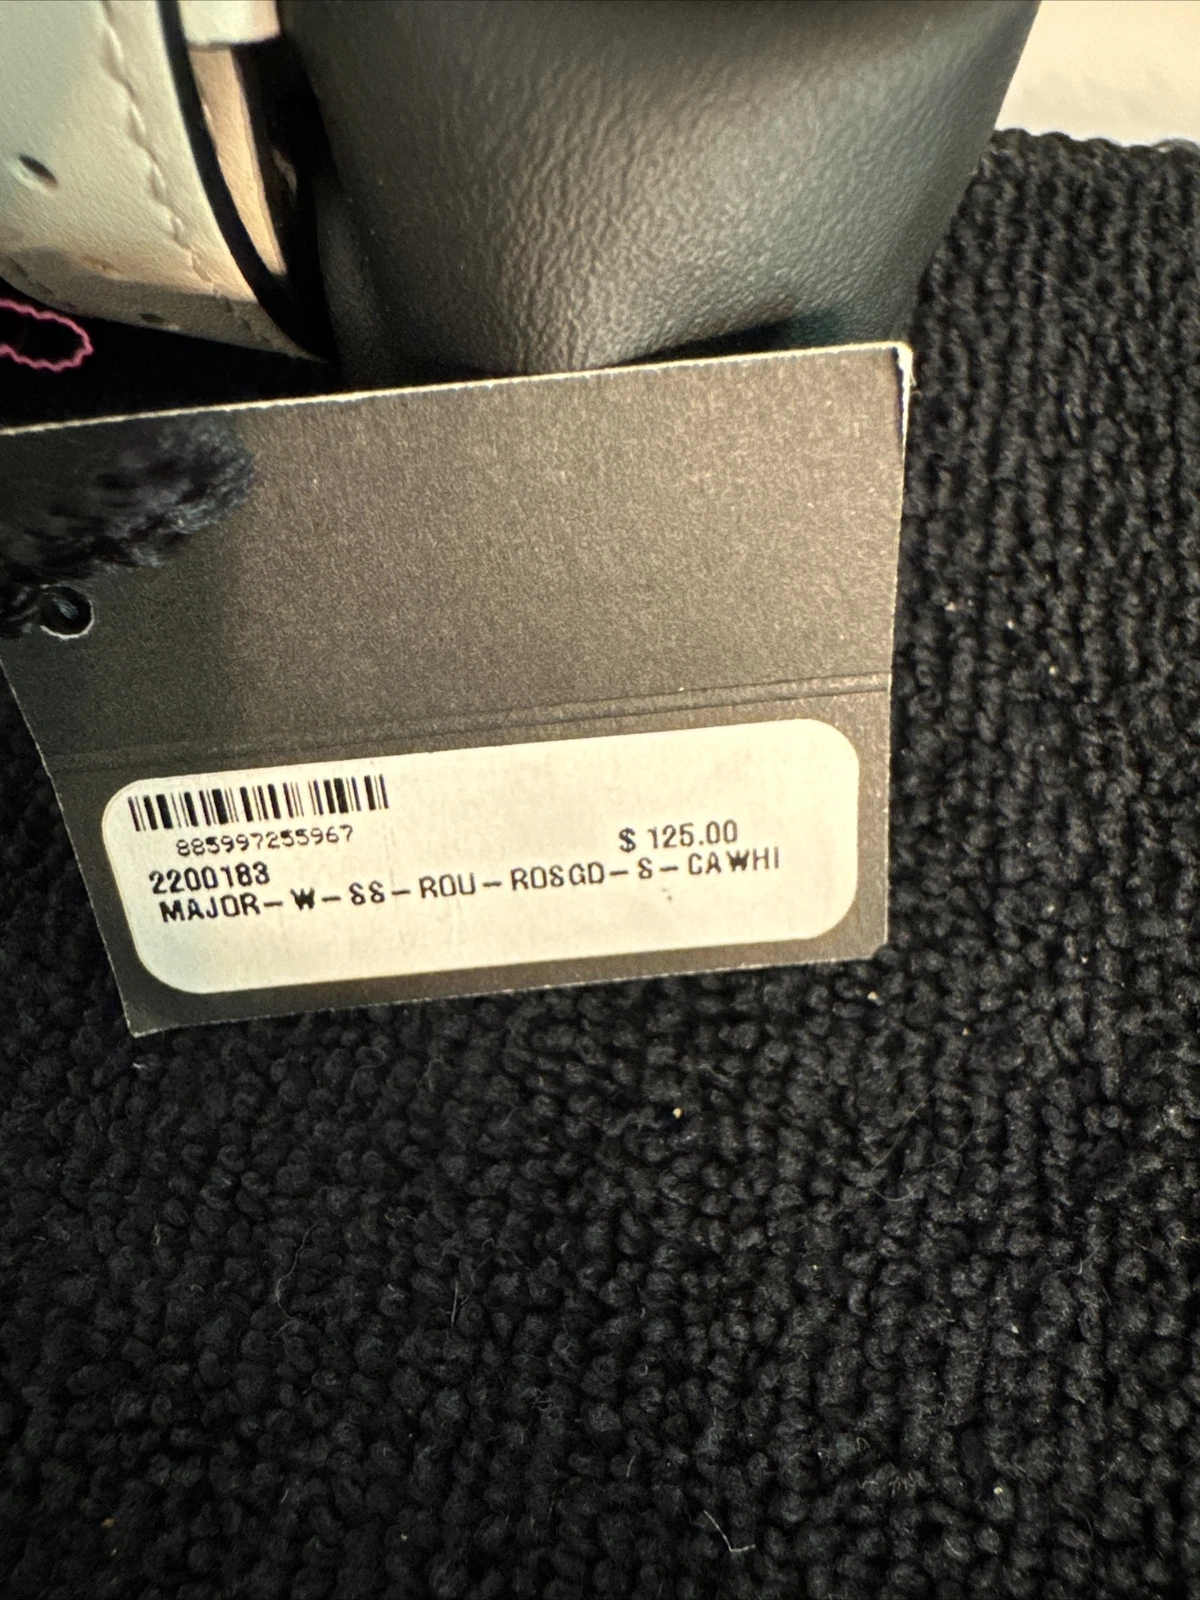 885997255967
$ 125.00
2200183
MAJOR-W-SS-ROU-ROSGD-S-CAWHI